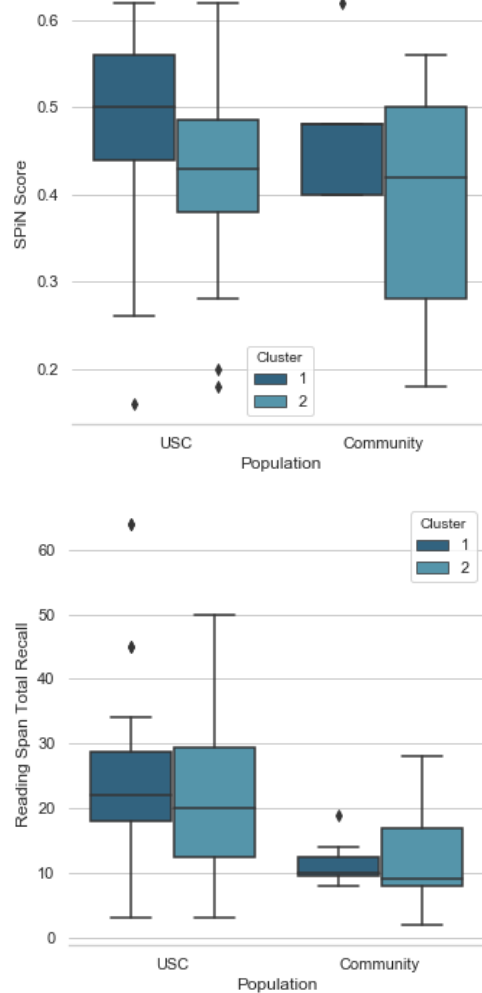 0.6
0.5
0.4
0.3
0.2
SPiN Score
Cluster
1
2
USC
Community
Population
Cluster
1
2
60
50
40
30
20
10
0
Reading Span Total Recall
USC
Community
Population